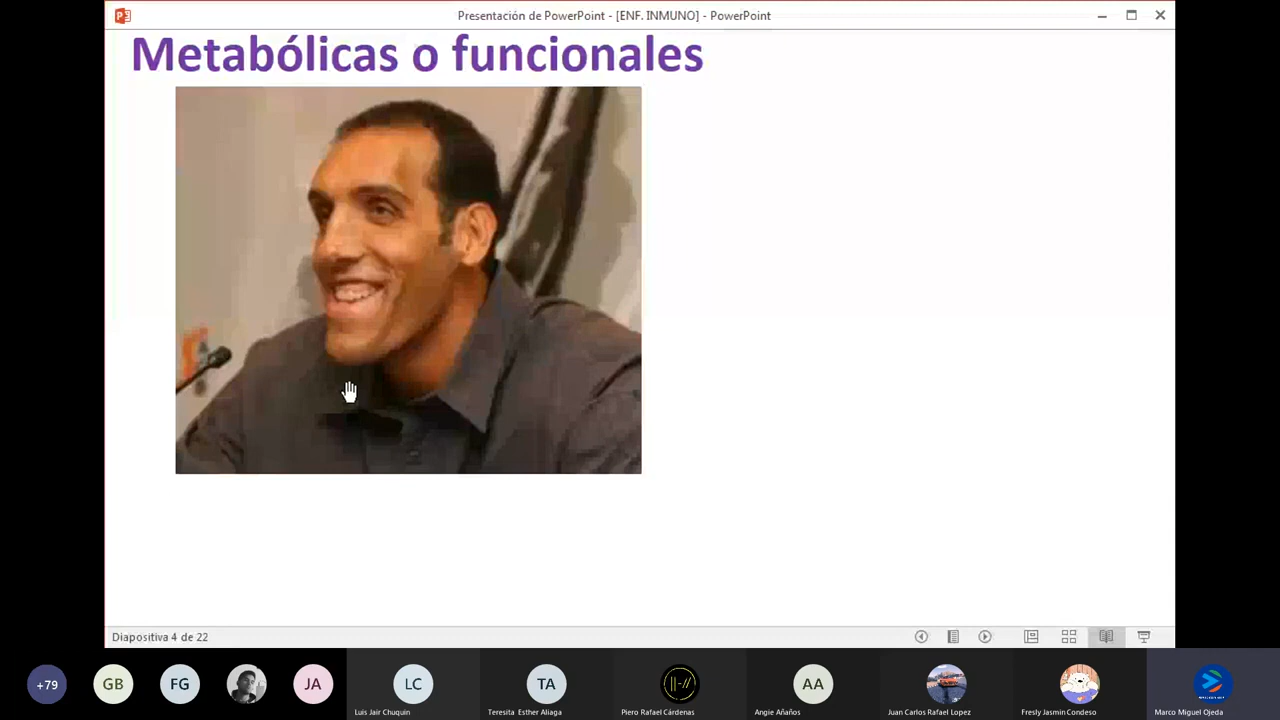 Presentación de PowerPoint - [ENF. INMUNO] - PowerPoint
Metabólicas o funcionales
Diapositiva 4 de 22
+79
GB
FG
JA
LC
TA
AA
Luis Jair Chuquin
Teresita Esther Aliaga
Piero Rafael Cárdenas
Angie Añaños
Juan Carlos Rafael Lopez
Fresly Jasmin Condeso
Marco Miguel Ojeda